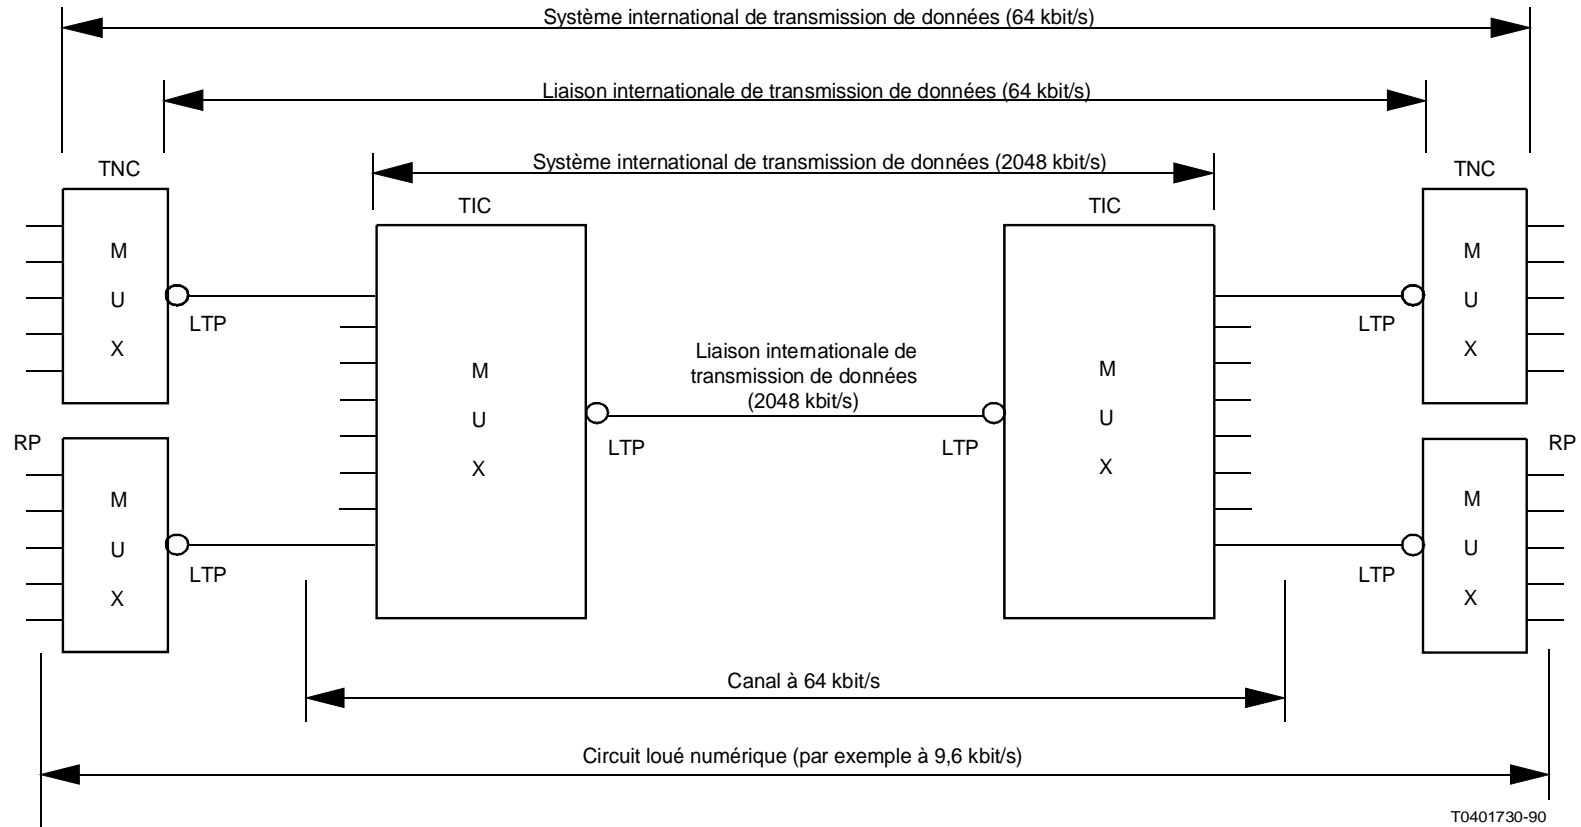 Système international de transmission de données (64 kbit/s)
Liaison internationale de transmission de données (64 kbit/s)
Système international de transmission de données (2048 kbit/s)
TNC
TNC
TIC
TIC
M
U
X
LTP
M
U
X
LTP
M
U
X
LTP
Liaison internationale de
transmission de données
(2048 kbit/s)
LTP
M
U
X
LTP
M
U
X
RP
M
U
X
LTP
LTP
M
U
X
RP
Canal à 64 kbit/s
Circuit loué numérique (par exemple à 9,6 kbit/s)
T0401730-90